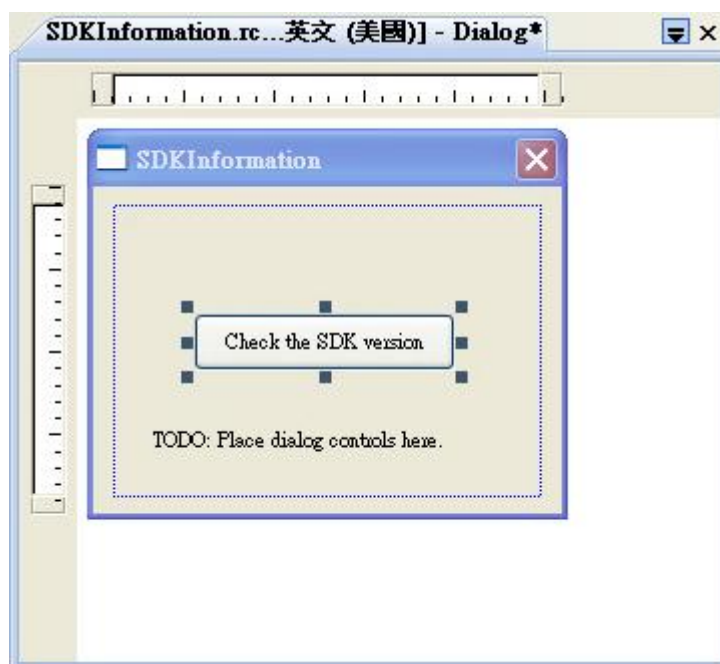 SDKInformation.rc...英文 (美國)] - Dialog*
SDKInformation
Check the SDK version
TODO: Place dialog controls here.